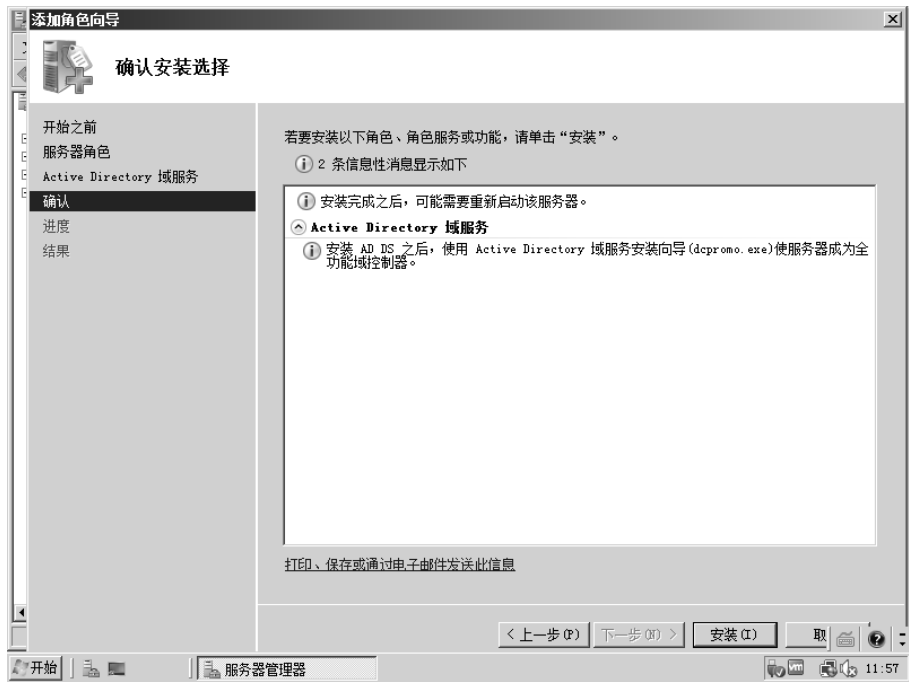 添加角色向导
确认安装选择
开始之前
服务器角色
Active Directory 域服务
确认
进度
结果
若要安装以下角色、角色服务或功能，请单击“安装”。
2 条信息性消息显示如下
安装完成之后，可能需要重新启动该服务器。
Active Directory 域服务
安装 AD DS 之后，使用 Active Directory 域服务安装向导(dcpromo.exe)使服务器成为全
功能域控制器。
打印、保存或通过电子邮件发送此信息
< 上一步(P)
下一步(N) >
安装(I)
取
开始
服务器管理器
11:57